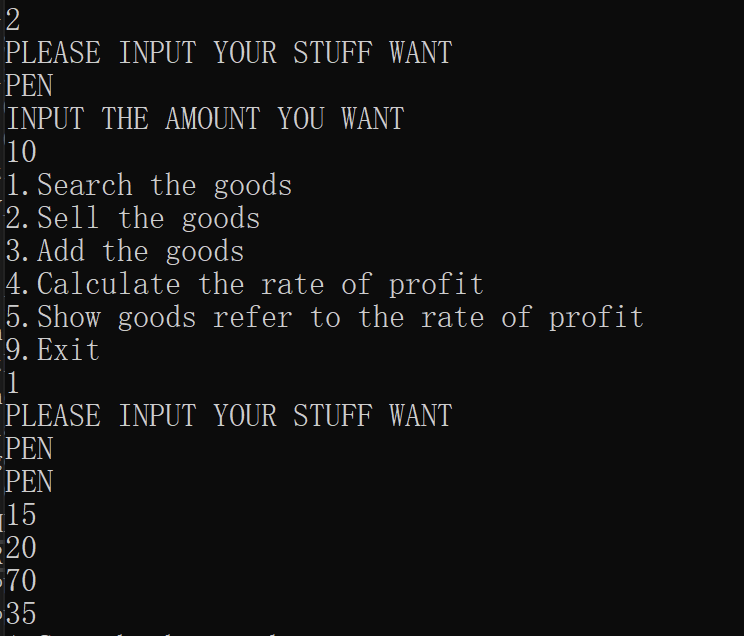 2
PLEASE INPUT YOUR STUFF WANT
PEN
INPUT THE AMOUNT YOU WANT
10
1.Search the goods
2.Sell the goods
3.Add the goods
4.Calculate the rate of profit
5.Show goods refer to the rate of profit
9.Exit
1
PLEASE INPUT YOUR STUFF WANT
PEN
PEN
15
20
70
35